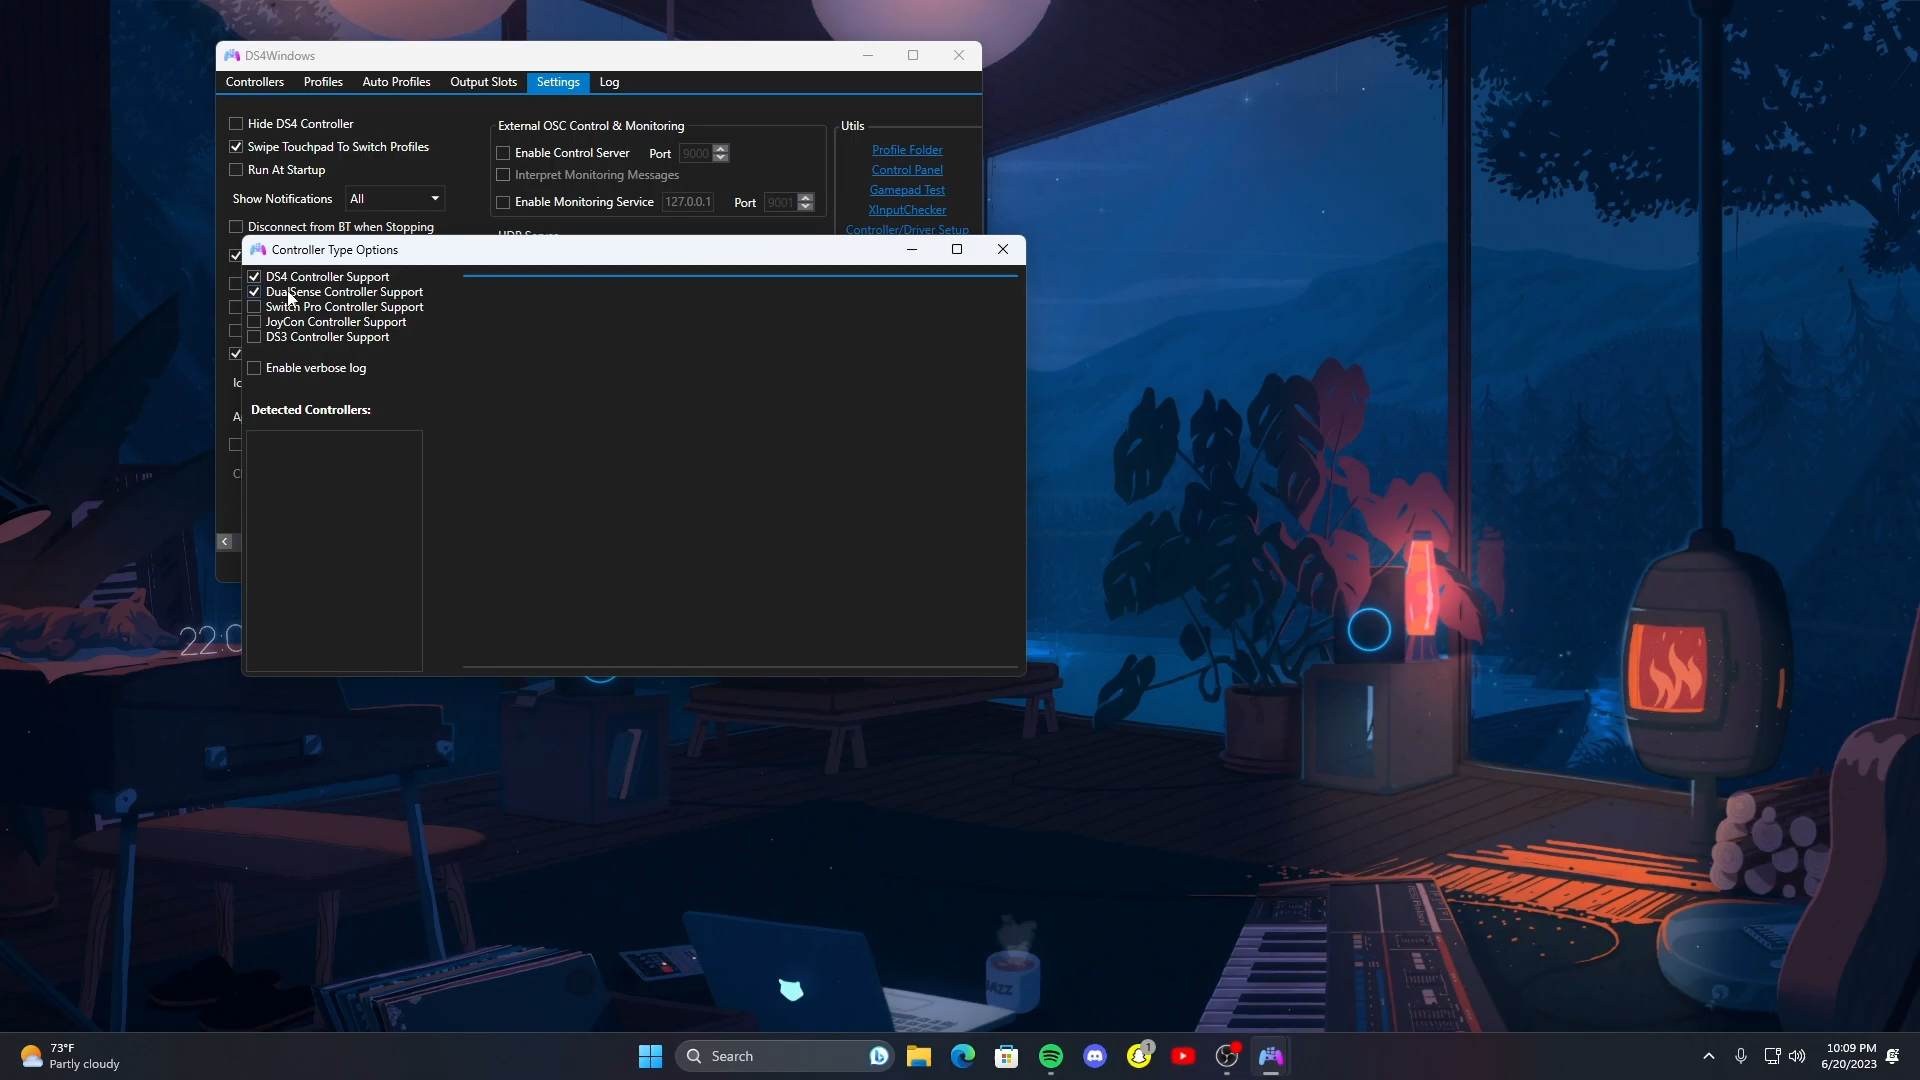 DS4Windows
Controllers Profiles Auto Profiles Output Slots Settings Log
Hide DS4 Controller
Swipe Touchpad To Switch Profiles
Run At Startup
Show Notifications All
Disconnect from BT when Stopping
External OSC Control & Monitoring
Enable Control Server Port 9000
Interpret Monitoring Messages
Enable Monitoring Service 127.0.0.1 Port 9001
Utils
Profile Folder
Control Panel
Gamepad Test
XInputChecker
Controller/Driver Setup
Controller Type Options
DS4 Controller Support
DualSense Controller Support
Switch Pro Controller Support
JoyCon Controller Support
DS3 Controller Support
Enable verbose log
Detected Controllers:
22:0
JAZZ
Roland
73°F
Partly cloudy
Search
1
10:09 PM
6/20/2023